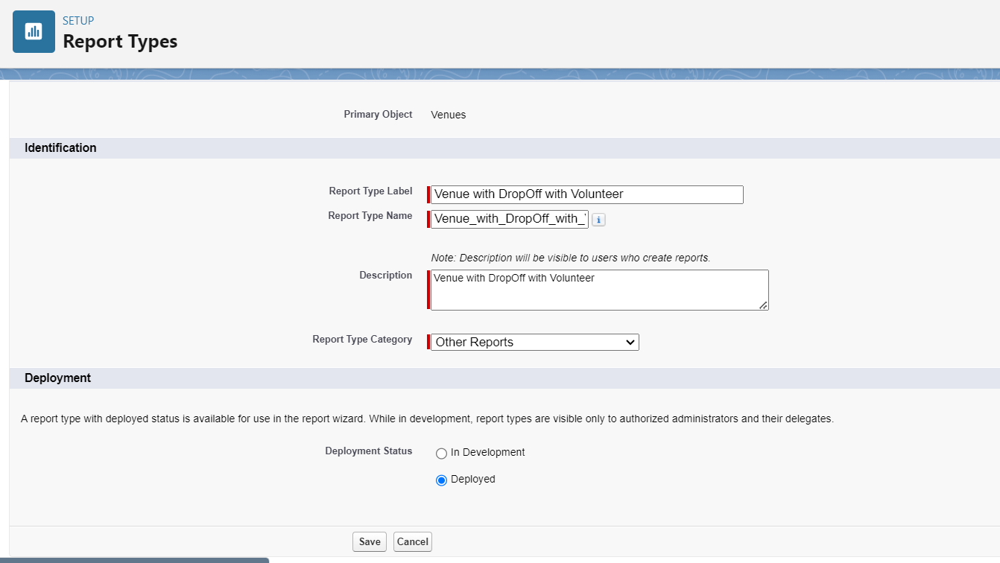 SETUP
Report Types
Primary Object Venues
Identification
Report Type Label Venue with DropOff with Volunteer
Report Type Name Venue_with_DropOff_with_ i
Note: Description will be visible to users who create reports.
Description Venue with DropOff with Volunteer
Report Type Category Other Reports
Deployment
A report type with deployed status is available for use in the report wizard. While in development, report types are visible only to authorized administrators and their delegates.
Deployment Status In Development
Deployed
Save Cancel